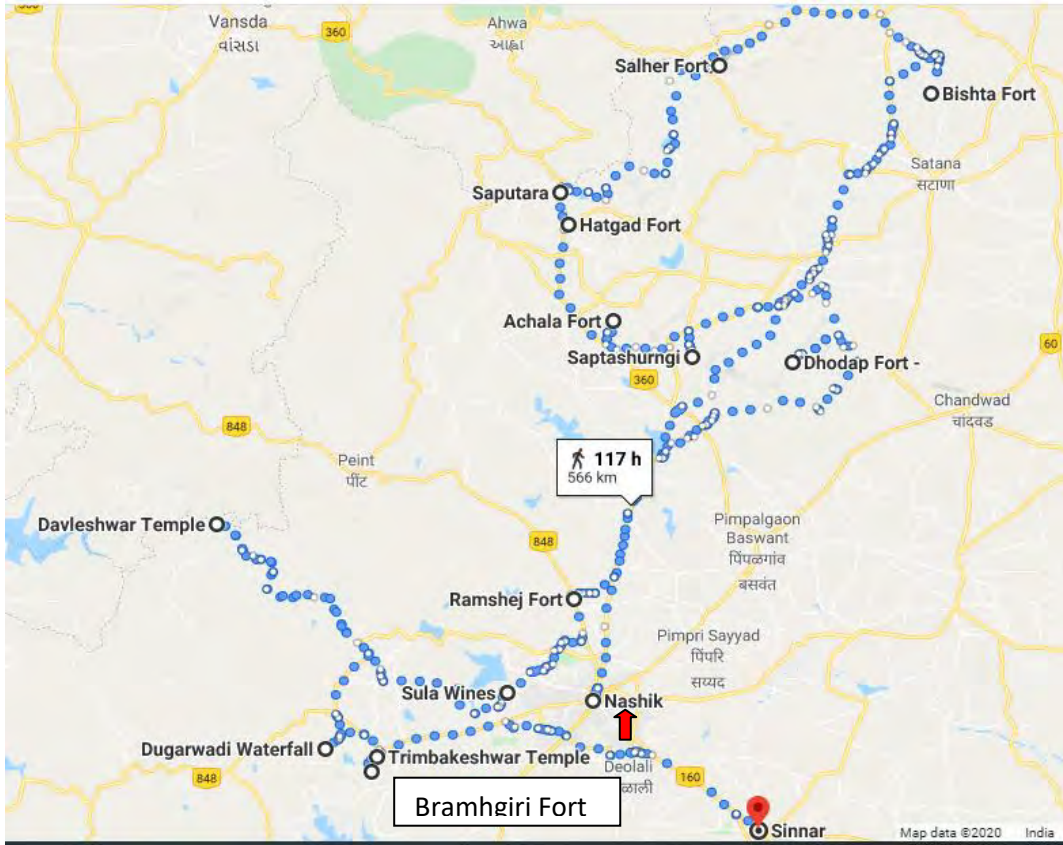 Vansda
વાંસડા
360
Ahwa
આહ્વા
Salher Fort
Bishta Fort
Satana
सटाणा
Saputara
Hatgad Fort
Achala Fort
Saptashurngi
Dhodap Fort -
60
360
Chandwad
चांदवड
848
Peint
पींट
117 h
566 km
Davleshwar Temple
Pimpalgaon
Baswant
पिंपळगांव
बसवंत
848
Ramshej Fort
Pimpri Sayyad
पिंपरि
सय्यद
Sula Wines
Nashik
Dugarwadi Waterfall
Trimbakeshwar Temple
848
Deolali
160
Bramhgiri Fort
Sinnar
Map data ©2020 India